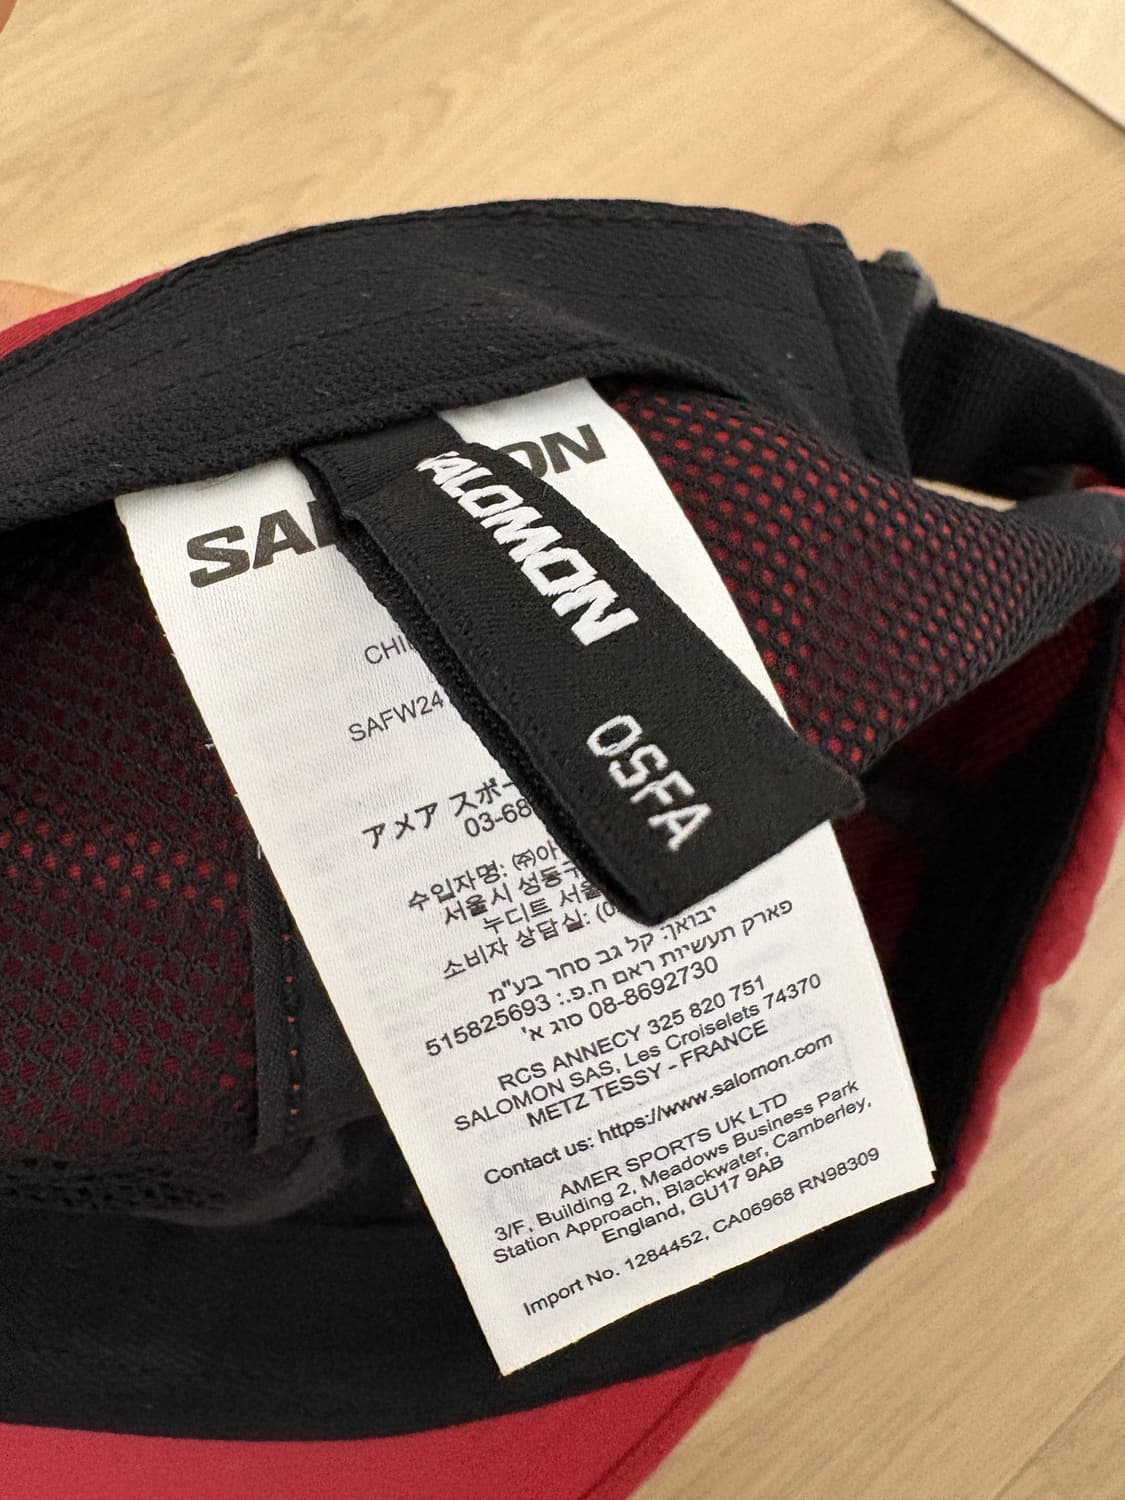 SALOMON
OSFA
SAFW24
アメア スポー
03-68
수입자명: ㈜아
서울시 성동구
누디트 서울
소비자 상담실: (0
יבואן: קל גב סחר בע"מ
פארק תעשיות ראם ח.פ.:
515825693 סוג א' 08-8692730
RCS ANNECY 325 820 751
SALOMON SAS, Les Croiselets 74370
METZ TESSY - FRANCE
Contact us: https://www.salomon.com
AMER SPORTS UK LTD
3/F, Building 2, Meadows Business Park
Station Approach, Blackwater, Camberley,
England, GU17 9AB
Import No. 1284452, CA06968 RN98309